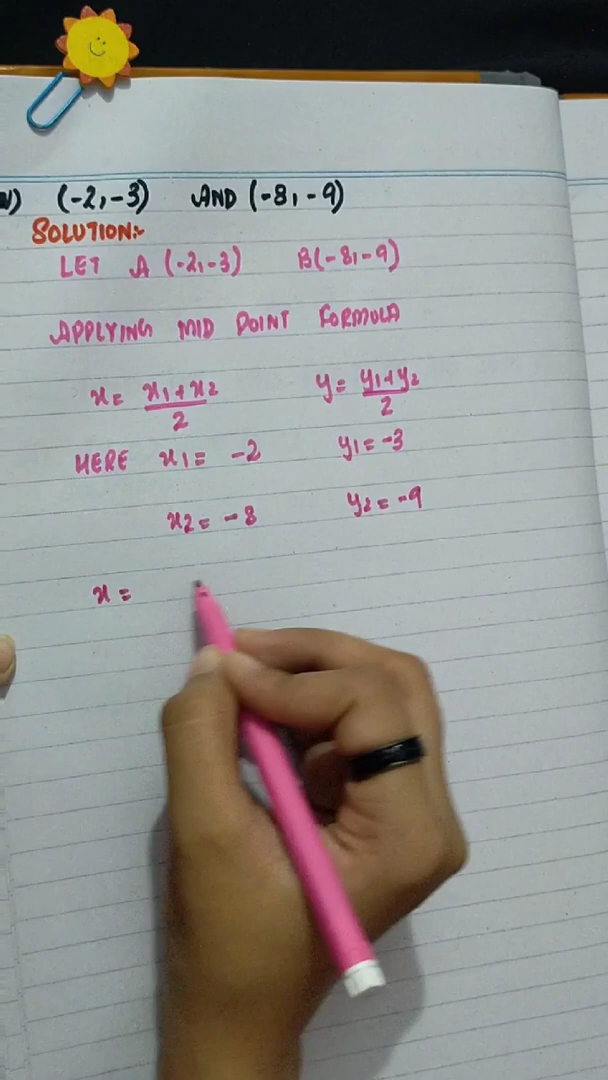 (-2,-3) AND (-8,-9)
SOLUTION:-
LET A (-2,-3) B(-8,-9)
APPLYING MID POINT FORMULA
x = x1+x2/2 y = y1+y2/2
HERE x1 = -2 y1 = -3
x2 = -8 y2 = -9
x =